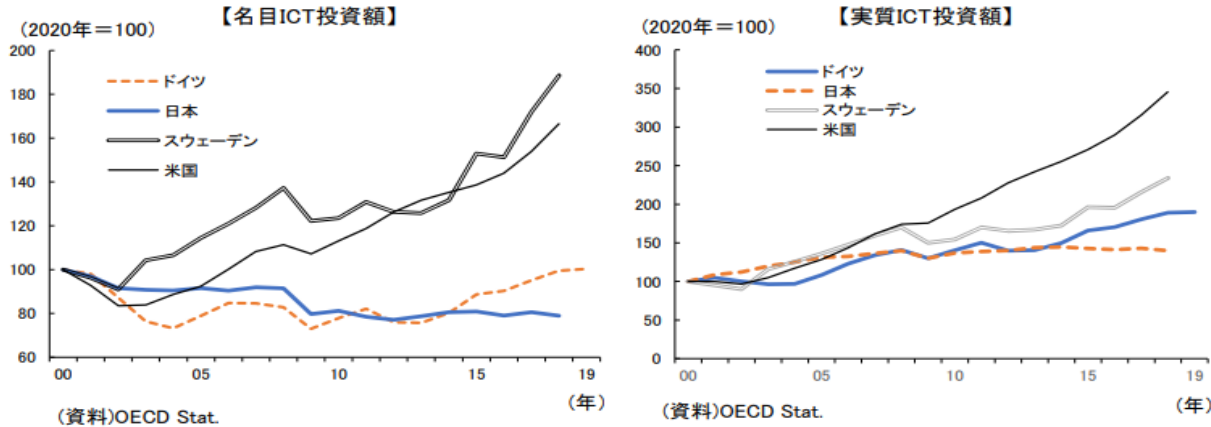 【名目ICT投資額】
(2020年=100)
200
180
160
140
120
100
80
60
ドイツ
日本
スウェーデン
米国
00 05 10 15 19
(年)
(資料)OECD Stat.
【実質ICT投資額】
(2020年=100)
400
350
300
250
200
150
100
50
0
ドイツ
日本
スウェーデン
米国
00 05 10 15 19
(年)
(資料)OECD Stat.